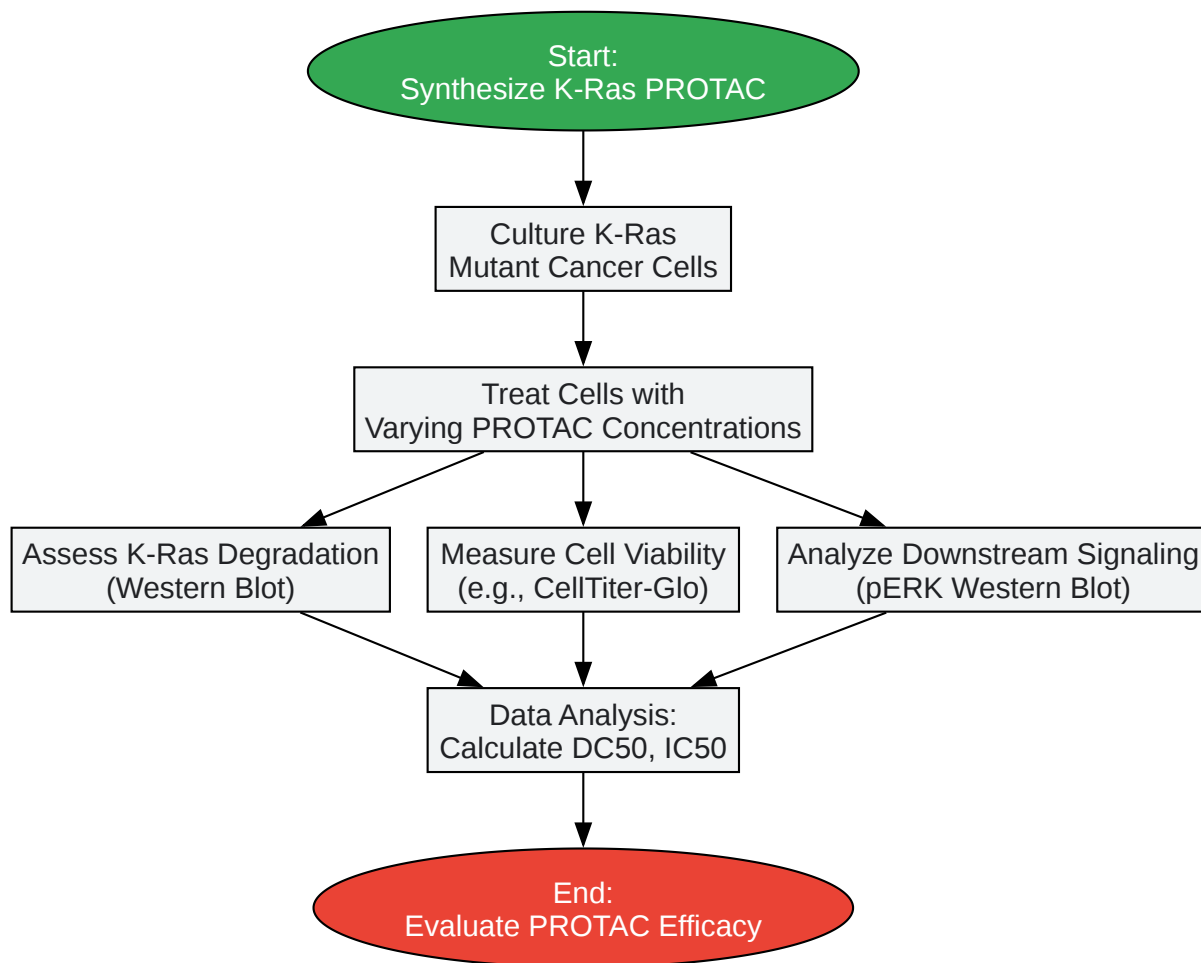 Start:
Synthesize K-Ras PROTAC
Culture K-Ras
Mutant Cancer Cells
Treat Cells with
Varying PROTAC Concentrations
Assess K-Ras Degradation
(Western Blot)
Measure Cell Viability
(e.g., CellTiter-Glo)
Analyze Downstream Signaling
(pERK Western Blot)
Data Analysis:
Calculate DC50, IC50
End:
Evaluate PROTAC Efficacy